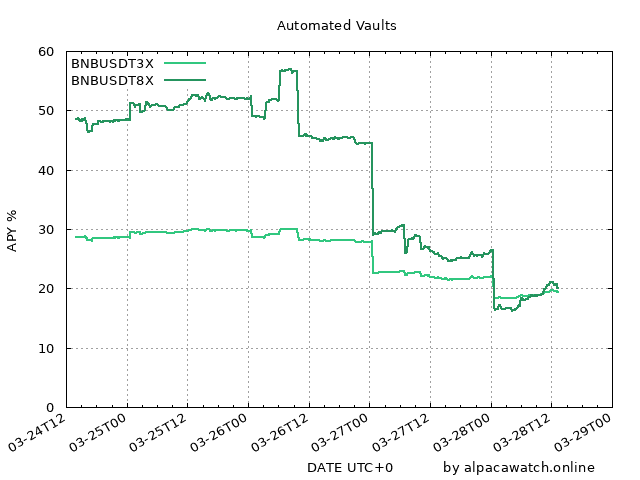 Automated Vaults
BNBUSDT3X
BNBUSDT8X
APY %
60
50
40
30
20
10
0
03-24T12
03-25T00
03-25T12
03-26T00
03-26T12
03-27T00
03-27T12
03-28T00
03-28T12
03-29T00
DATE UTC+0
by alpacawatch.online